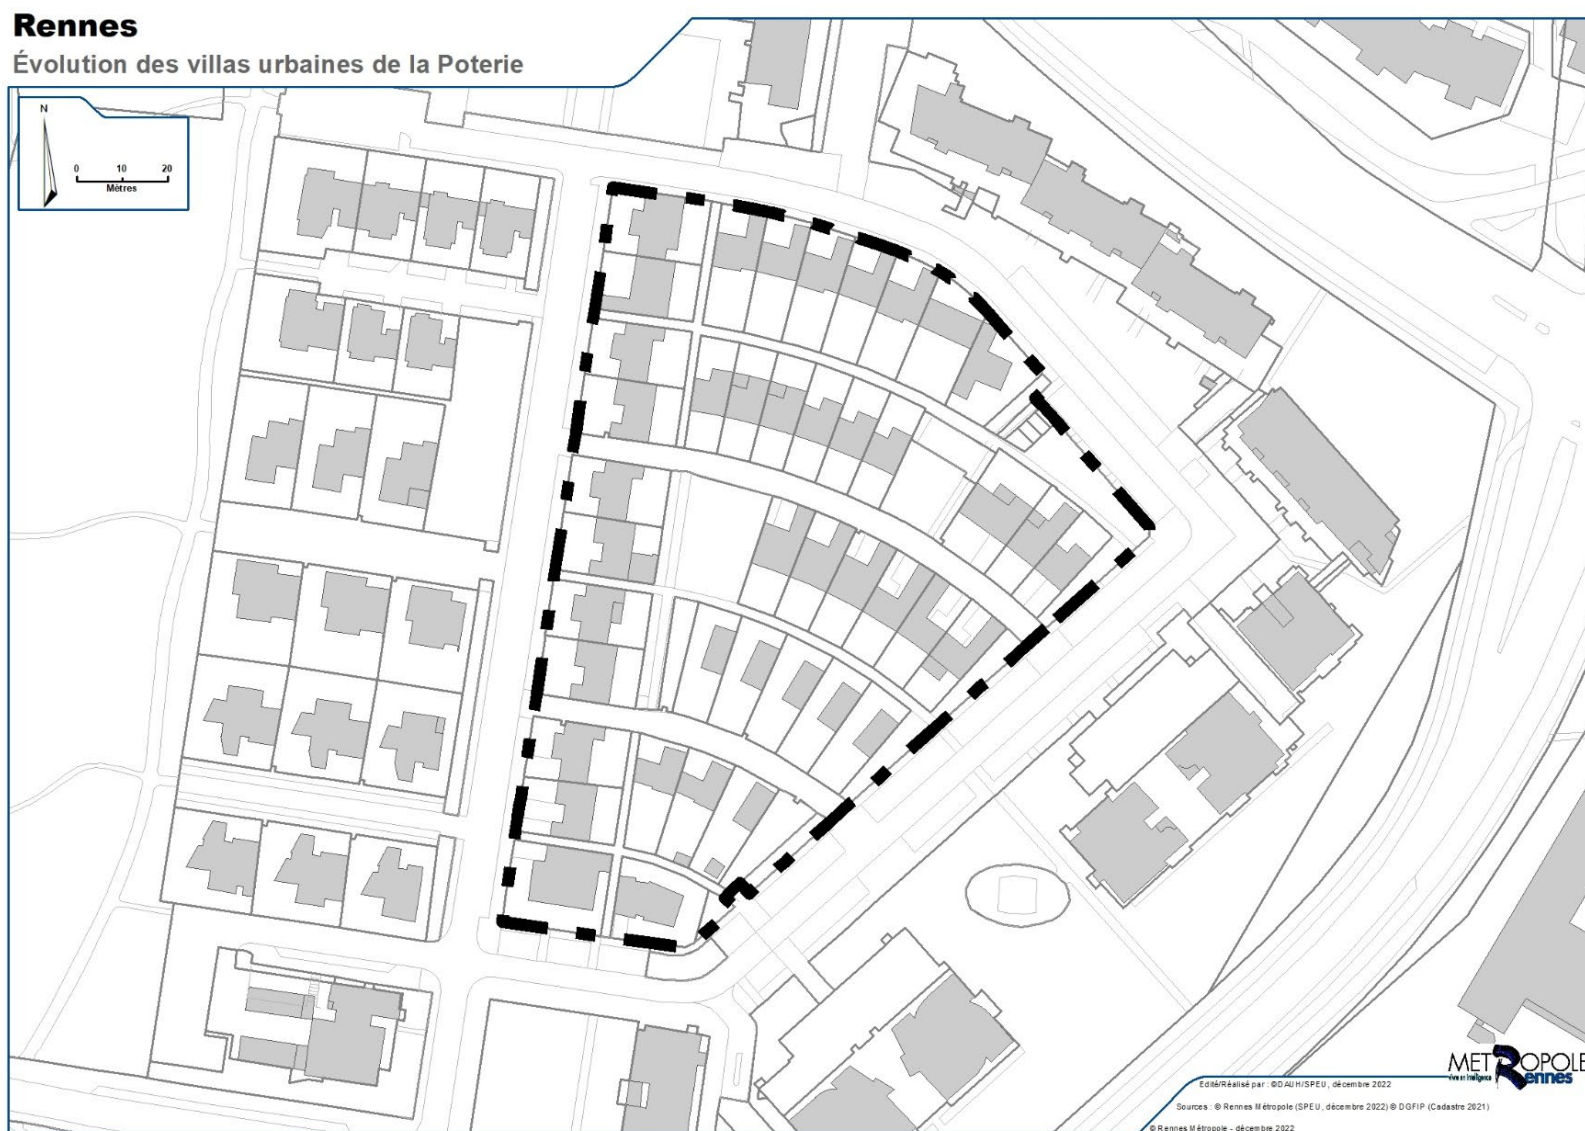 Rennes
Évolution des villas urbaines de la Poterie
N
0 10 20
Mètres
METROPOLE
Rennes
Edité/Réalisé par : ©DAUH/SPEU, décembre 2022
Sources : © Rennes Métropole (SPEU, décembre 2022) © DGFIP (Cadastre 2021)
© Rennes Métropole - décembre 2022